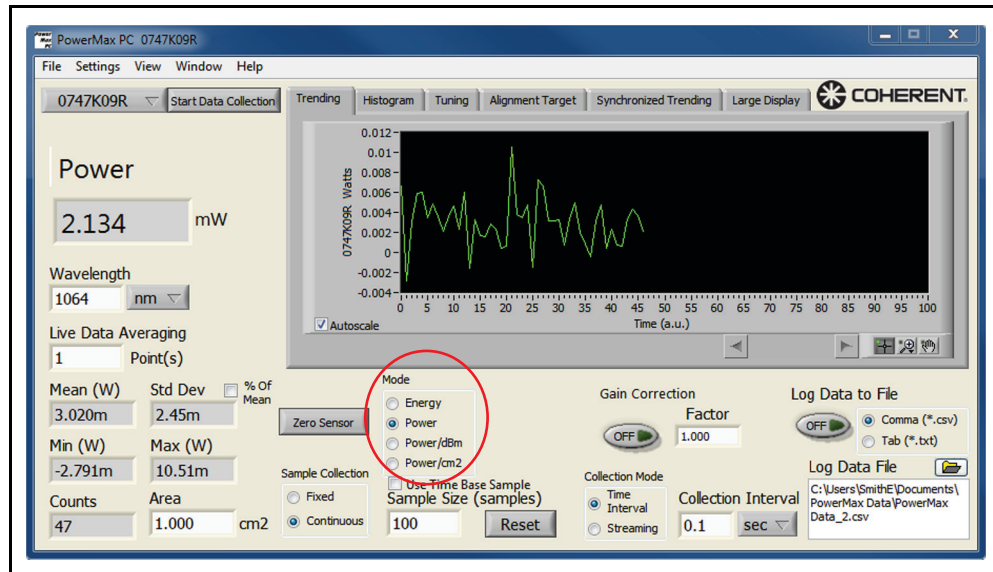 Power Max PC
PowerMax PC 0747K09R
File Settings View Window Help
0747K09R
Start Data Collection
Trending
Histogram
Tuning
Alignment Target
Synchronized Trending
Large Display
COHERENT.
Power
2.134 mW
Wavelength
1064 nm
Live Data Averaging
1 Point(s)
Mean (W)
Std Dev
% Of
Mean
3.020m
2.45m
Min (W)
Max (W)
-2.791m
10.51m
Counts
Area
47
1.000 cm2
0747K09R Watts
0.012
0.01
0.008
0.006
0.004
0.002
0
-0.002
-0.004
0 5 10 15 20 25 30 35 40 45 50 55 60 65 70 75 80 85 90 95 100
Time (a.u.)
Autoscale
Zero Sensor
Mode
Energy
Power
Power/dBm
Power/cm2
Use Time Base Sample
Sample Collection
Fixed
Continuous
Sample Size (samples)
100
Reset
Gain Correction
OFF
Factor
1.000
Collection Mode
Time
Interval
Streaming
Collection Interval
0.1 sec
Log Data to File
OFF
Comma (*.csv)
Tab (*.txt)
Log Data File
C:\Users\SmithE\Documents\
PowerMax Data\PowerMax
Data_2.csv